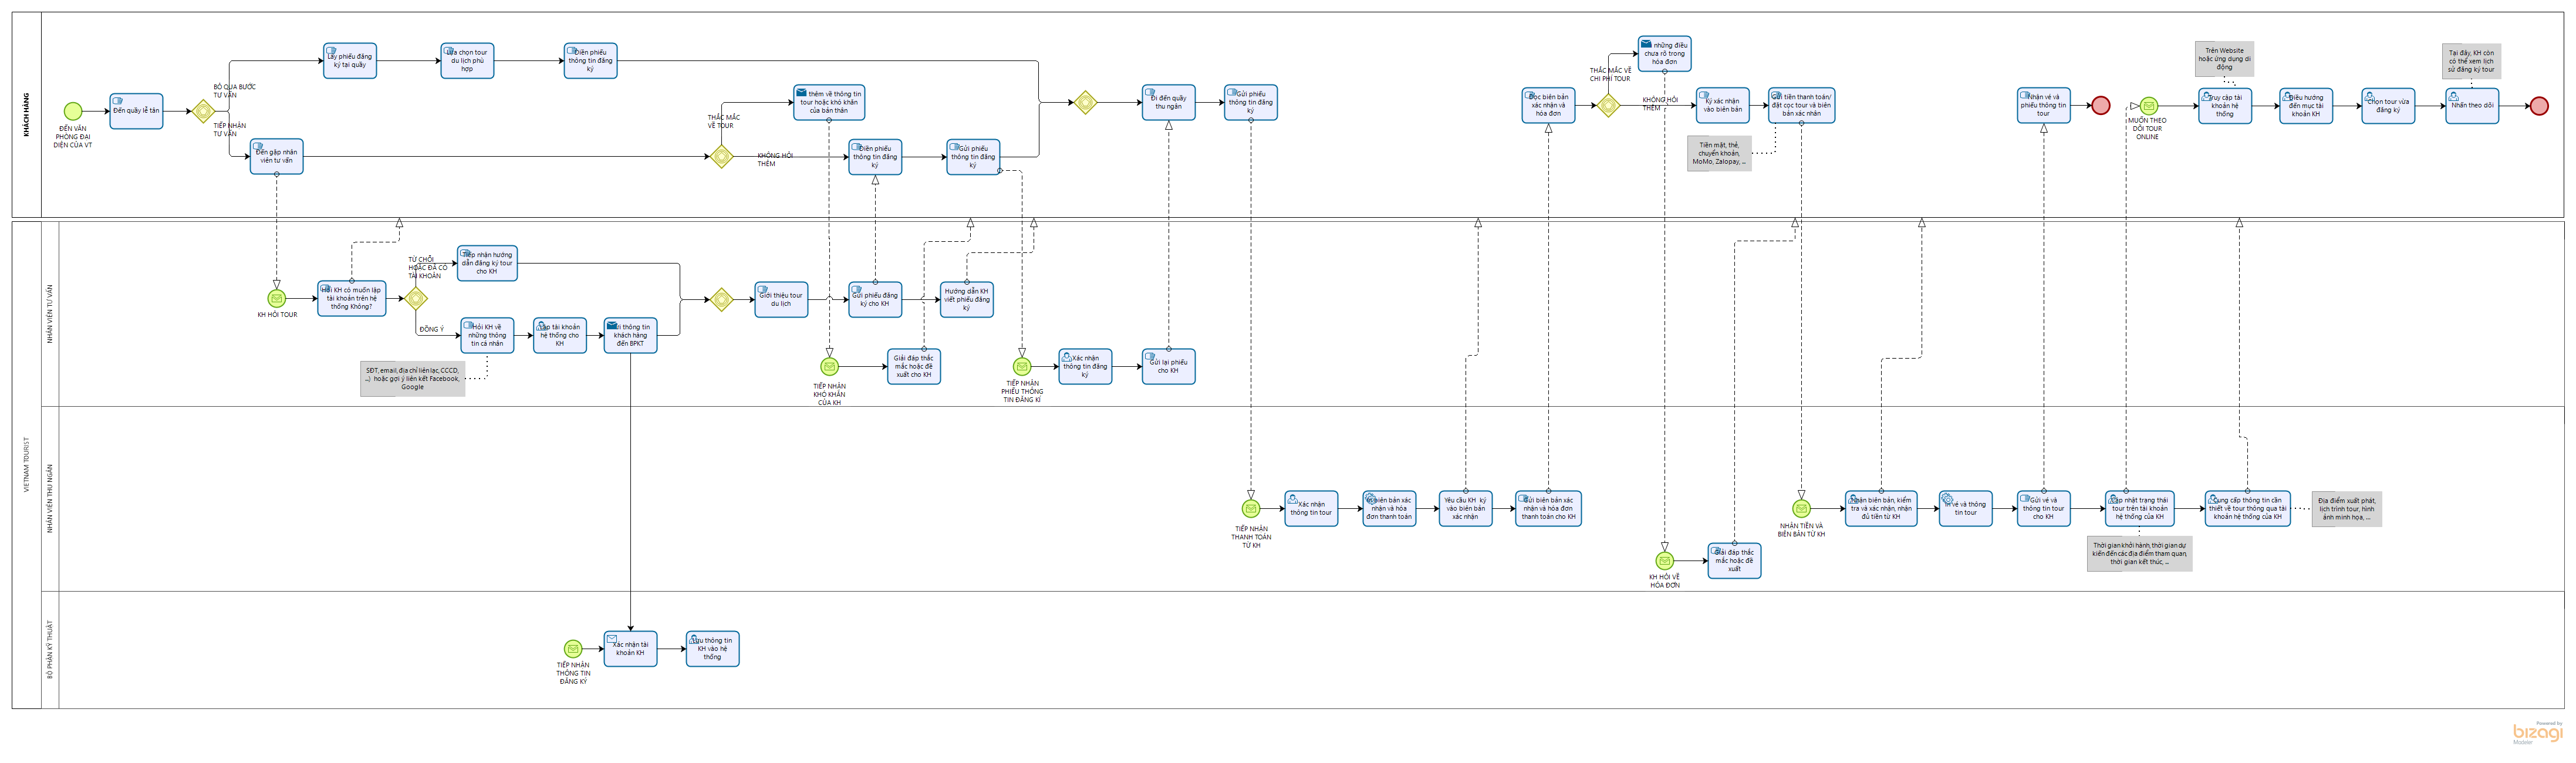 KHÁCH HÀNG
ĐẾN VĂN
PHÒNG ĐẠI
DIỆN CỦA VT
Đến quầy lễ tân
BỎ QUA BƯỚC
TƯ VẤN
TIẾP NHẬN
TƯ VẤN
Lấy phiếu đăng
ký tại quầy
Lựa chọn tour
du lịch phù
hợp
Điền phiếu
thông tin đăng
ký
Đến gặp nhân
viên tư vấn
THẮC MẮC
VỀ TOUR
KHÔNG HỎI
THÊM
thêm về thông tin
tour hoặc khó khăn
của bản thân
Điền phiếu
thông tin đăng
ký
Gửi phiếu
thông tin đăng
ký
Đi đến quầy
thu ngân
Gửi phiếu
thông tin đăng
ký
Đọc biên bản
xác nhận và
hóa đơn
THẮC MẮC VỀ
CHI PHÍ TOUR
KHÔNG HỎI
THÊM
những điều
chưa rõ trong
hóa đơn
Ký xác nhận
vào biên bản
Gửi tiền thanh toán/
đặt cọc tour và biên
bản xác nhận
Tiền mặt, thẻ,
chuyển khoản,
MoMo, Zalopay, ...
Nhận vé và
phiếu thông tin
tour
MUỐN THEO
DÕI TOUR
ONLINE
Trên Website
hoặc ứng dụng di
động
Truy cập tài
khoản hệ
thống
Điều hướng
đến mục tài
khoản KH
Chọn tour vừa
đăng ký
Tại đây, KH còn
có thể xem lịch
sử đăng ký tour
Nhấn theo dõi
VIETNAM TOURIST
NHÂN VIÊN TƯ VẤN
KH HỎI TOUR
Hỏi KH có muốn lập
tài khoản trên hệ
thống Không?
TỪ CHỐI
HOẶC ĐÃ CÓ
TÀI KHOẢN
ĐỒNG Ý
Tiếp nhận hướng
dẫn đăng ký tour
cho KH
Hỏi KH về
những thông
tin cá nhân
SĐT, email, địa chỉ liên lạc, CCCD,
...) hoặc gợi ý liên kết Facebook,
Google
Lập tài khoản
hệ thống cho
KH
Gửi thông tin
khách hàng
đến BPKT
Giới thiệu tour
du lịch
Gửi phiếu đăng
ký cho KH
Hướng dẫn KH
viết phiếu đăng
ký
TIẾP NHẬN
KHÓ KHĂN
CỦA KH
Giải đáp thắc
mắc hoặc đề
xuất cho KH
TIẾP NHẬN
PHIẾU THÔNG
TIN ĐĂNG KÍ
Xác nhận
thông tin đăng
ký
Gửi lại phiếu
cho KH
NHÂN VIÊN THU NGÂN
TIẾP NHẬN
THANH TOÁN
TỪ KH
Xác nhận
thông tin tour
In biên bản xác
nhận và hóa
đơn thanh toán
Yêu cầu KH ký
vào biên bản
xác nhận
Gửi biên bản xác
nhận và hóa đơn
thanh toán cho KH
KH HỎI VỀ
HÓA ĐƠN
Giải đáp thắc
mắc hoặc đề
xuất
NHẬN TIỀN VÀ
BIÊN BẢN TỪ KH
Nhận biên bản, kiểm
tra và xác nhận, nhận
đủ tiền từ KH
In vé và thông
tin tour
Gửi vé và
thông tin tour
cho KH
Cập nhật trạng thái
tour trên tài khoản
hệ thống của KH
Thời gian khởi hành, thời gian dự
kiến đến các địa điểm tham quan,
thời gian kết thúc, ...
Cung cấp thông tin cần
thiết về tour thông qua tài
khoản hệ thống của KH
Địa điểm xuất phát,
lịch trình tour, hình
ảnh minh họa, ...
BỘ PHẬN KỸ THUẬT
TIẾP NHẬN
THÔNG TIN
ĐĂNG KÝ
Xác nhận tài
khoản KH
Lưu thông tin
KH vào hệ
thống
Powered by
bizagi
Modeler